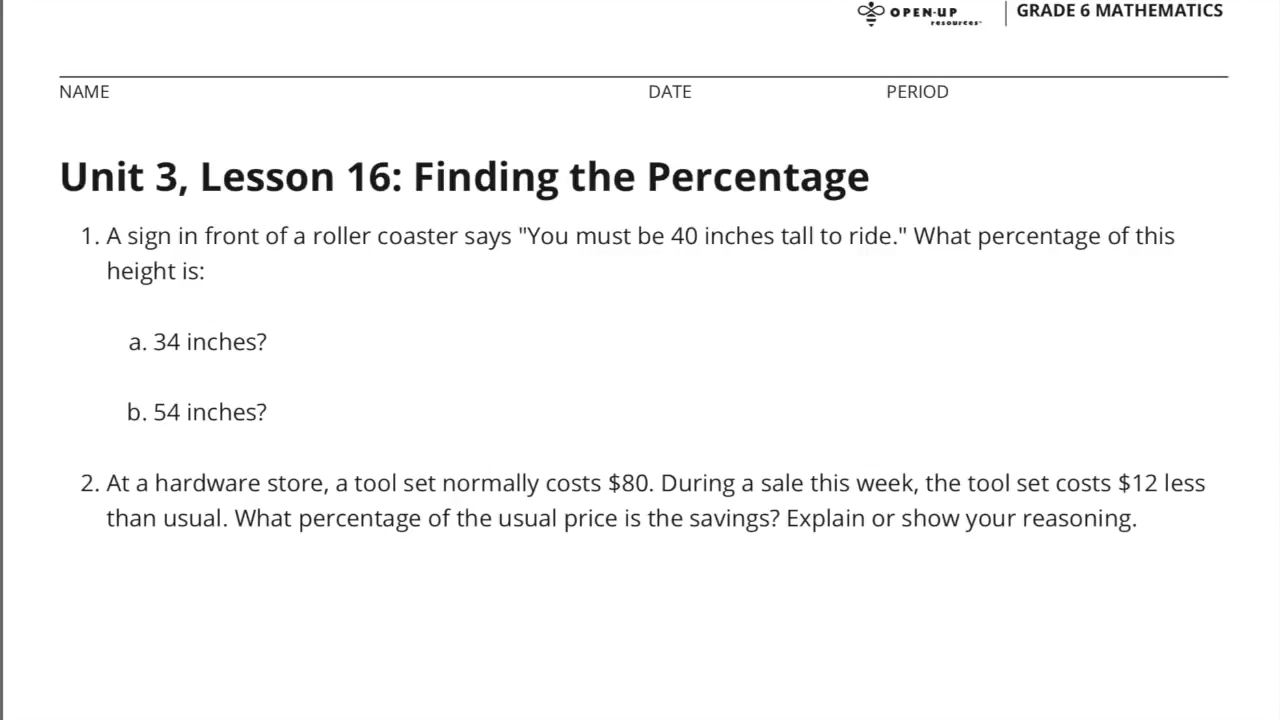 OPEN-UP
resources™
GRADE 6 MATHEMATICS
NAME DATE PERIOD
Unit 3, Lesson 16: Finding the Percentage
1. A sign in front of a roller coaster says "You must be 40 inches tall to ride." What percentage of this
height is:
a. 34 inches?
b. 54 inches?
2. At a hardware store, a tool set normally costs $80. During a sale this week, the tool set costs $12 less
than usual. What percentage of the usual price is the savings? Explain or show your reasoning.